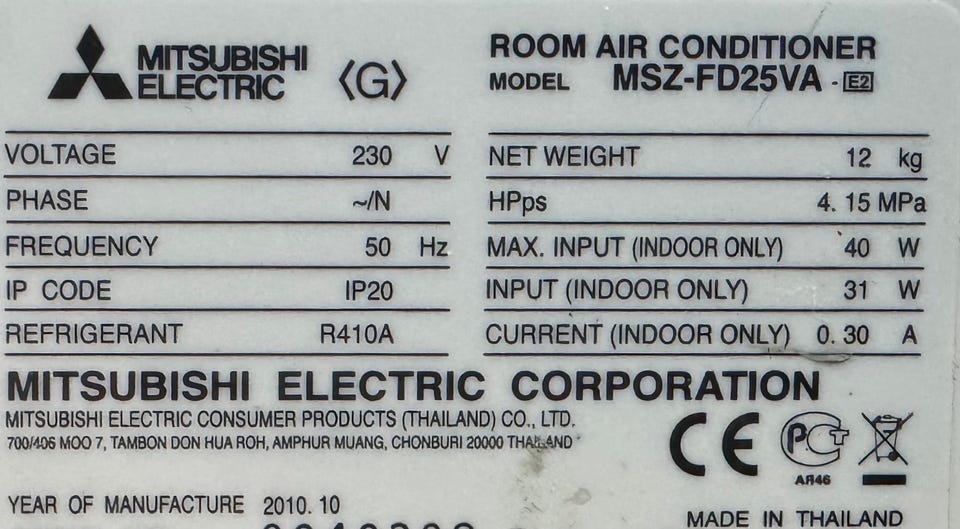 MITSUBISHI
ELECTRIC
⟨G⟩
ROOM AIR CONDITIONER
MODEL MSZ-FD25VA - E2
VOLTAGE 230 V
PHASE ~/N
FREQUENCY 50 Hz
IP CODE IP20
REFRIGERANT R410A
NET WEIGHT 12 kg
HPps 4.15 MPa
MAX. INPUT (INDOOR ONLY) 40 W
INPUT (INDOOR ONLY) 31 W
CURRENT (INDOOR ONLY) 0.30 A
MITSUBISHI ELECTRIC CORPORATION
MITSUBISHI ELECTRIC CONSUMER PRODUCTS (THAILAND) CO., LTD.
700/406 MOO 7, TAMBON DON HUA ROH, AMPHUR MUANG, CHONBURI 20000 THAILAND
CE
РСТ
АЯ46
YEAR OF MANUFACTURE 2010.10
MADE IN THAILAND